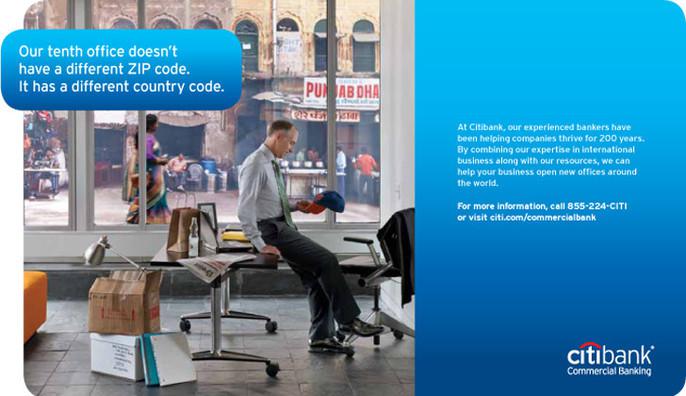 Our tenth office doesn't
have a different ZIP code.
It has a different country code.
PUNJAB DHA
At Citibank, our experienced bankers have
been helping companies thrive for 200 years.
By combining our expertise in international
business along with our resources, we can
help your business open new offices around
the world.
For more information, call 855-224-CITI
or visit citi.com/commercialbank
citibank®
Commercial Banking